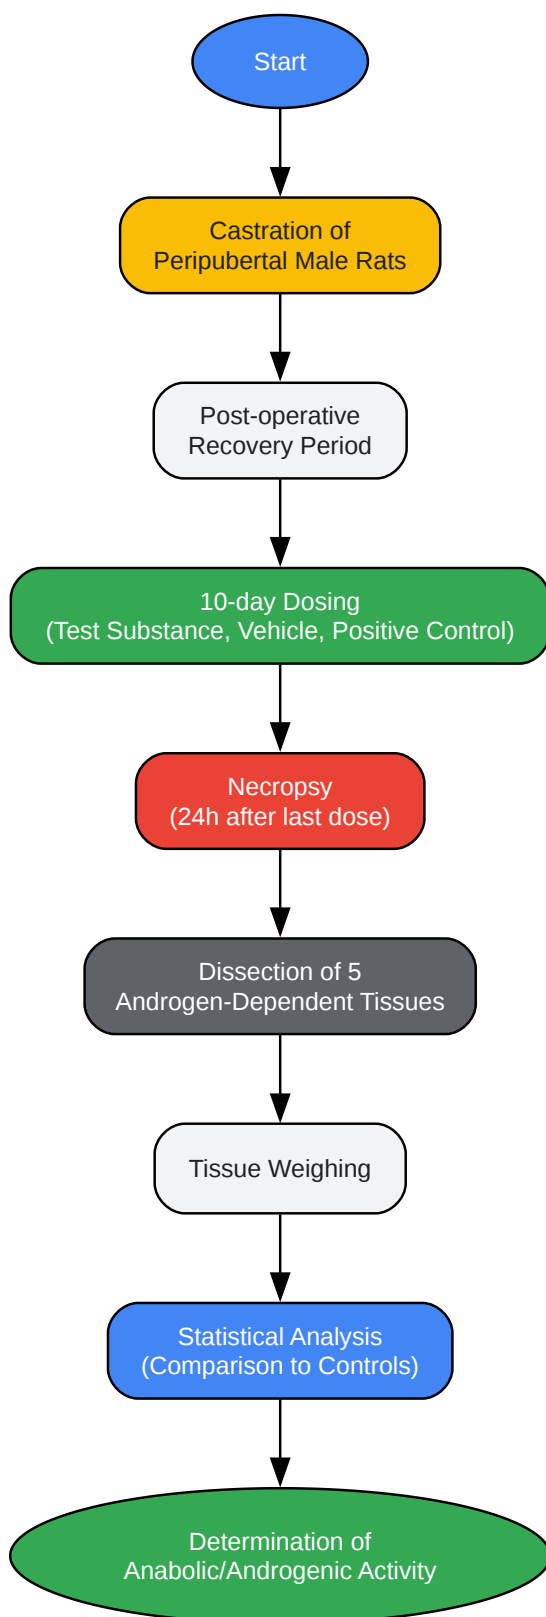 Start
Castration of
Peripubertal Male Rats
Post-operative
Recovery Period
10-day Dosing
(Test Substance, Vehicle, Positive Control)
Necropsy
(24h after last dose)
Dissection of 5
Androgen-Dependent Tissues
Tissue Weighing
Statistical Analysis
(Comparison to Controls)
Determination of
Anabolic/Androgenic Activity